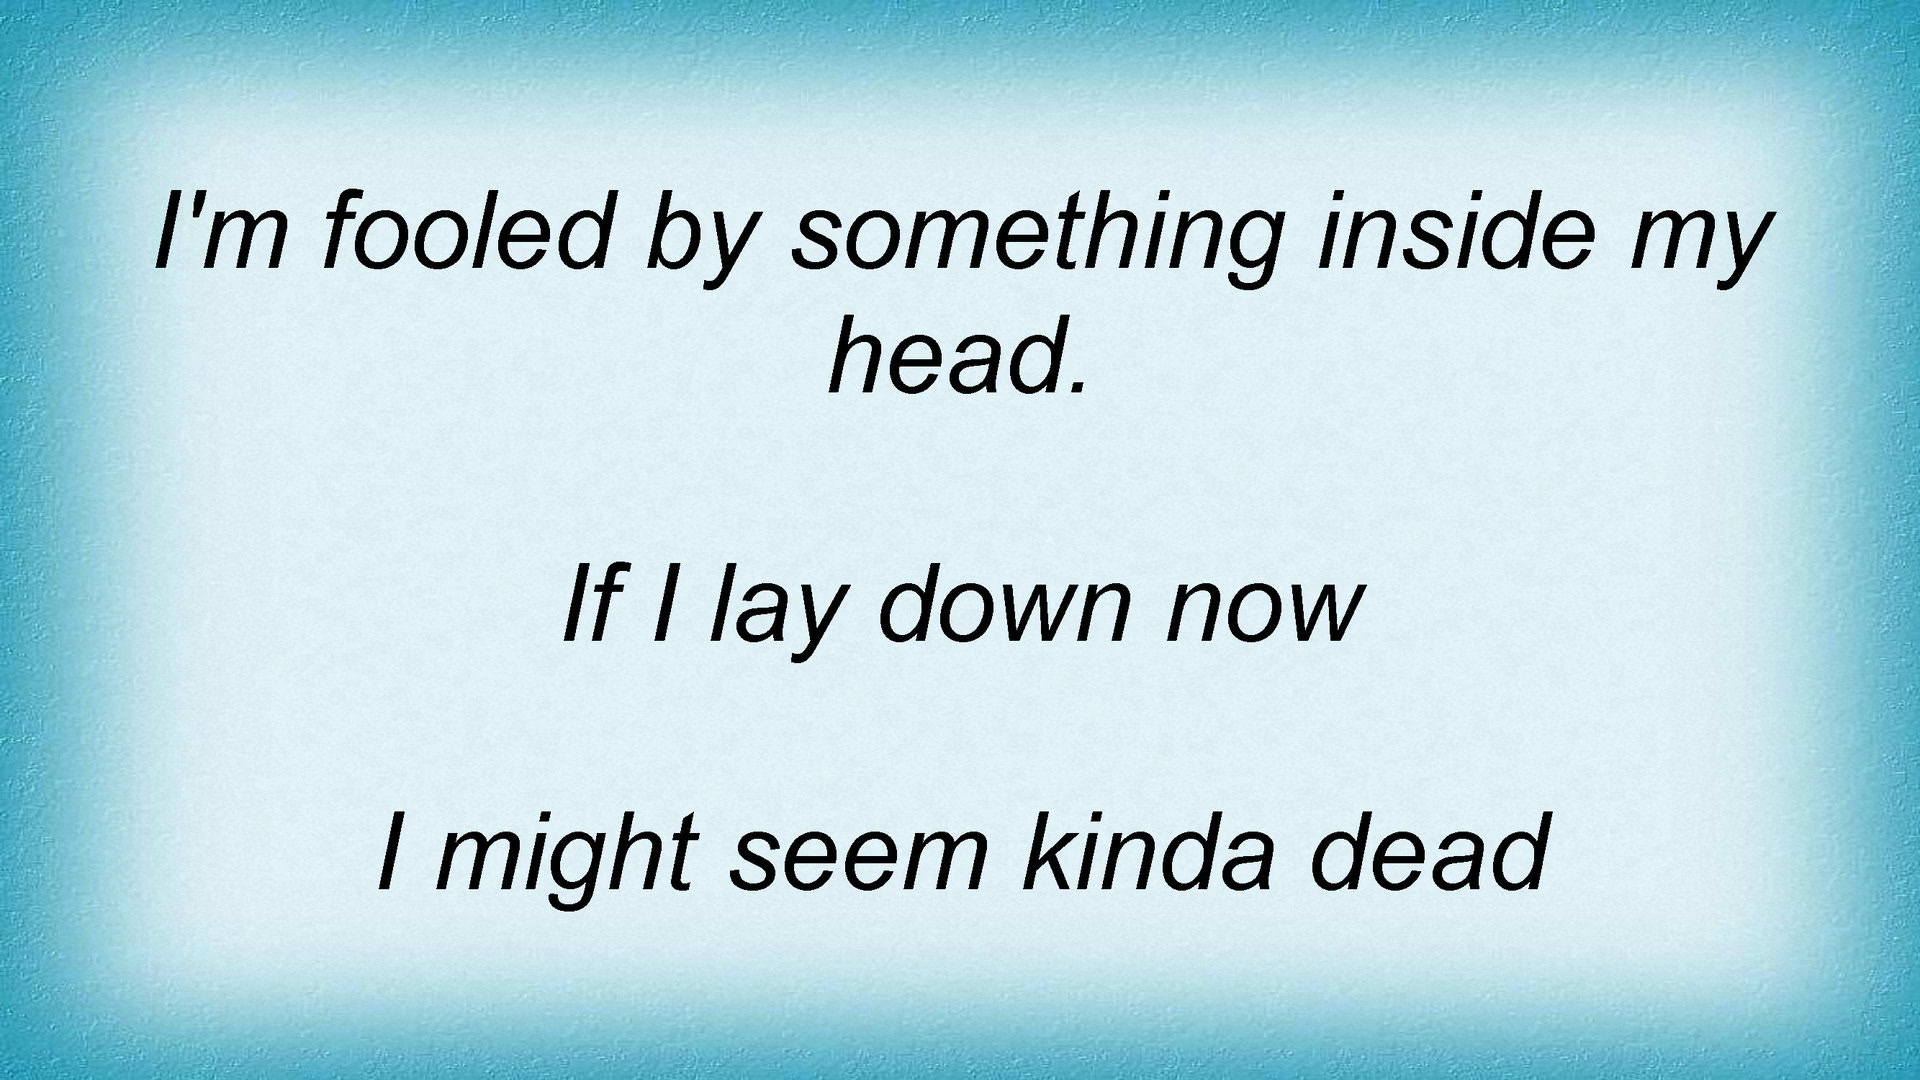 I'm fooled by something inside my
head.
If I lay down now
I might seem kinda dead